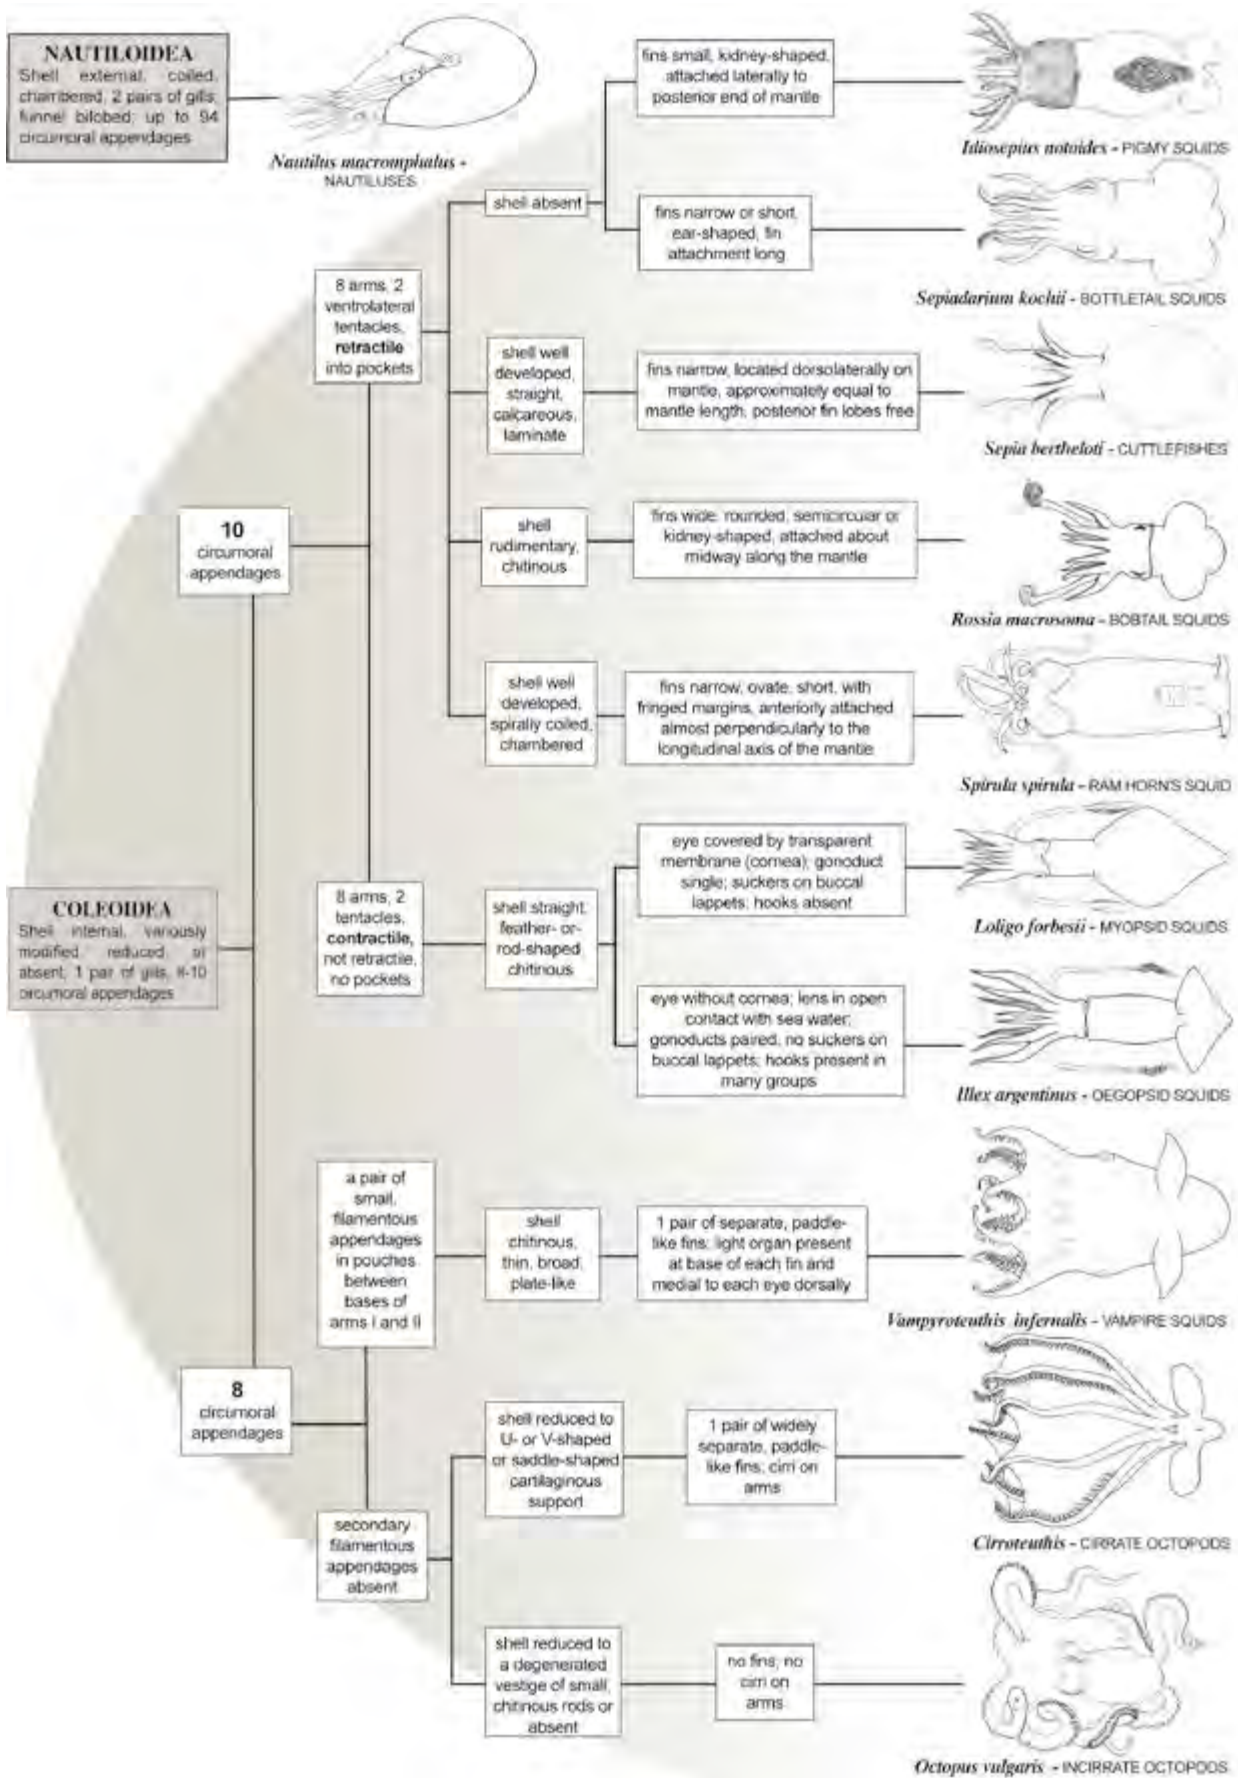 NAUTILOIDEA
Shell external, coiled,
chambered, 2 pairs of gills;
funnel bilobed; up to 94
circumoral appendages
Nautilus macromphalus -
NAUTILUSES
fins small, kidney-shaped,
attached laterally to
posterior end of mantle
Idiosepius notoides - PIGMY SQUIDS
shell absent
fins narrow or short,
ear-shaped, fin
attachment long
Sepiadarium kochii - BOTTLETAIL SQUIDS
8 arms, 2
ventrolateral
tentacles,
retractile
into pockets
shell well
developed,
straight,
calcareous,
laminate
fins narrow, located dorsolaterally on
mantle, approximately equal to
mantle length, posterior fin lobes free
Sepia bertheloti - CUTTLEFISHES
10
circumoral
appendages
shell
rudimentary,
chitinous
fins wide, rounded, semicircular or
kidney-shaped, attached about
midway along the mantle
Rossia macrosoma - BOBTAIL SQUIDS
shell well
developed,
spirally coiled,
chambered
fins narrow, ovate, short, with
fringed margins, anteriorly attached
almost perpendicularly to the
longitudinal axis of the mantle
Spirula spirula - RAM HORN'S SQUID
COLEOIDEA
Shell internal, variously
modified, reduced, or
absent, 1 pair of gills, 8-10
circumoral appendages
8 arms, 2
tentacles,
contractile,
not retractile,
no pockets
shell straight,
feather- or-
rod-shaped
chitinous
eye covered by transparent
membrane (cornea); gonoduct
single; suckers on buccal
lappets; hooks absent
Loligo forbesii - MYOPSID SQUIDS
eye without cornea; lens in open
contact with sea water;
gonoducts paired, no suckers on
buccal lappets; hooks present in
many groups
Illex argentinus - OEGOPSID SQUIDS
a pair of
small,
filamentous
appendages
in pouches
between
bases of
arms I and II
shell
chitinous,
thin, broad,
plate-like
1 pair of separate, paddle-
like fins; light organ present
at base of each fin and
medial to each eye dorsally
Vampyroteuthis infernalis - VAMPIRE SQUIDS
8
circumoral
appendages
shell reduced to
U- or V-shaped
or saddle-shaped
cartilaginous
support
1 pair of widely
separate, paddle-
like fins; cirri on
arms
Cirroteuthis - CIRRATE OCTOPODS
secondary
filamentous
appendages
absent
shell reduced to
a degenerated
vestige of small,
chitinous rods or
absent
no fins; no
cirri on
arms
Octopus vulgaris - INCIRRATE OCTOPODS